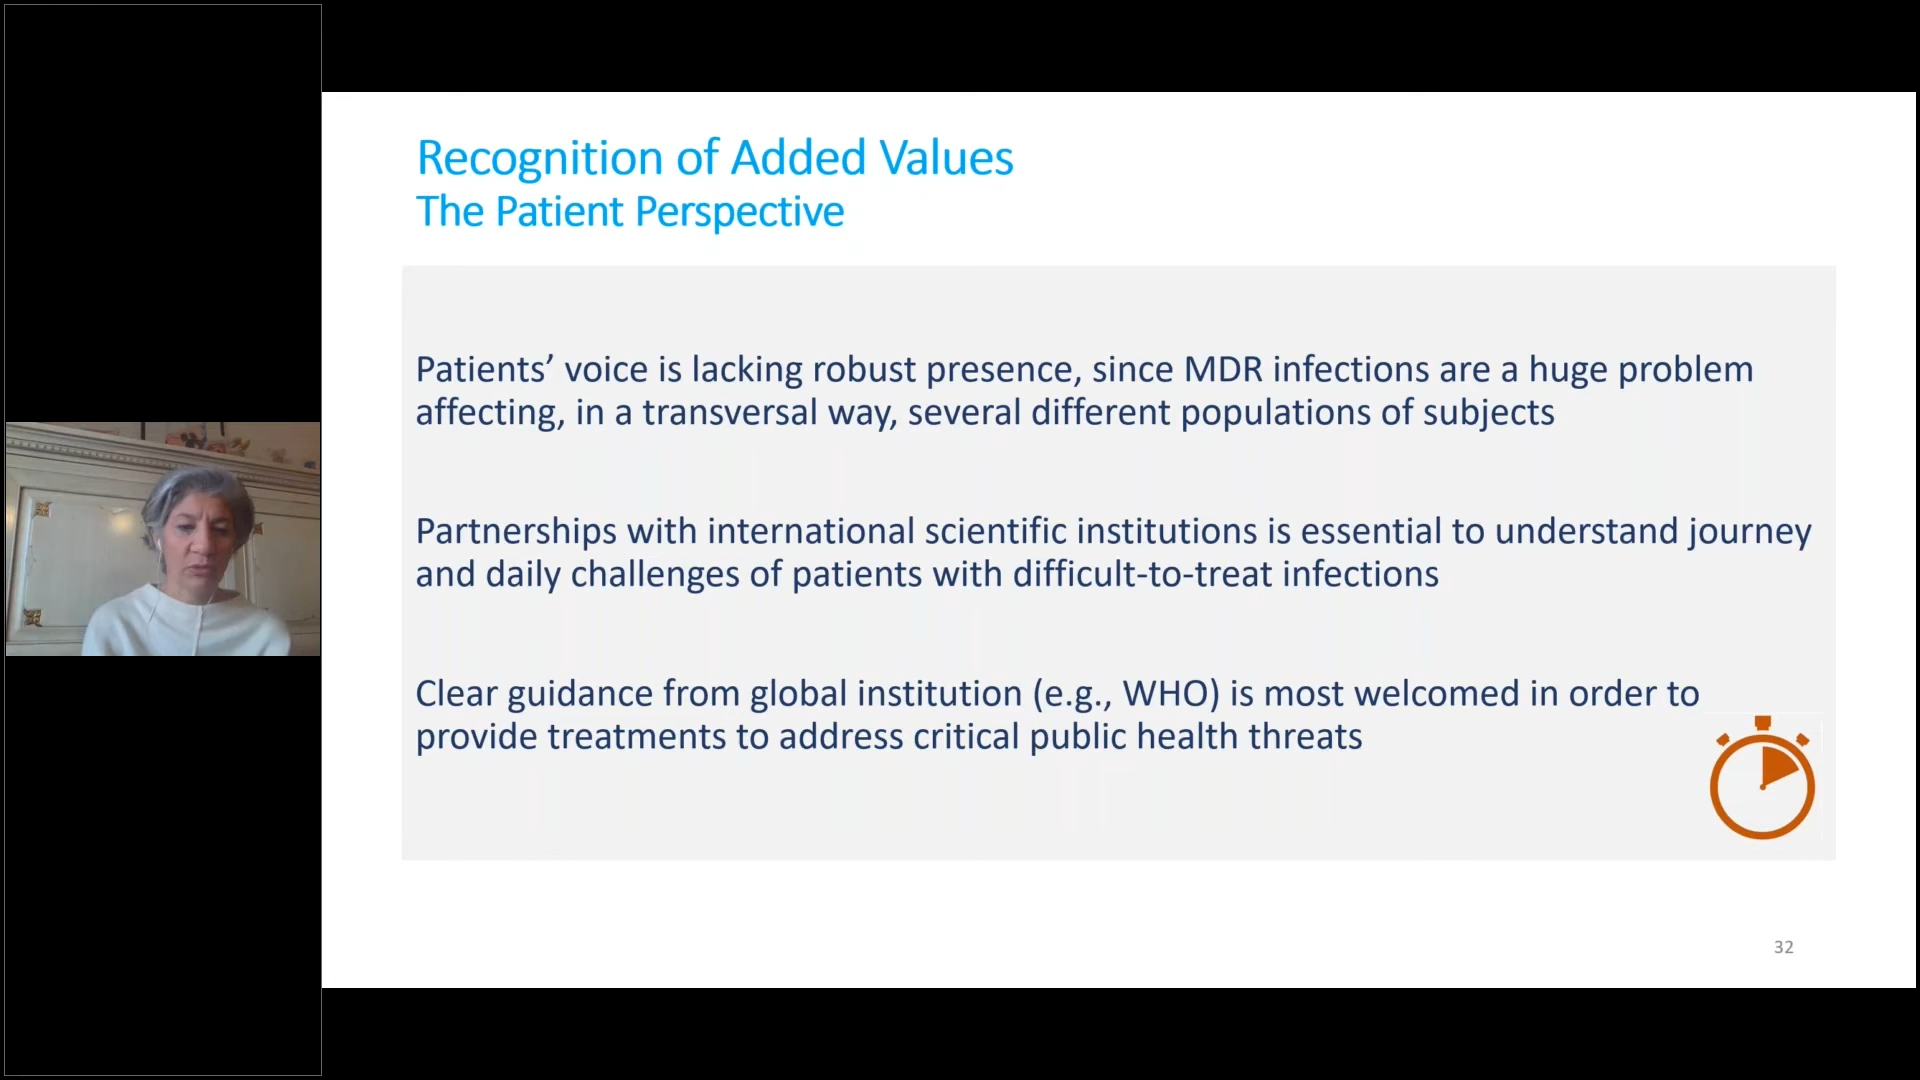 Recognition of Added Values
The Patient Perspective
Patients’ voice is lacking robust presence, since MDR infections are a huge problem
affecting, in a transversal way, several different populations of subjects
Partnerships with international scientific institutions is essential to understand journey
and daily challenges of patients with difficult-to-treat infections
Clear guidance from global institution (e.g., WHO) is most welcomed in order to
provide treatments to address critical public health threats
32